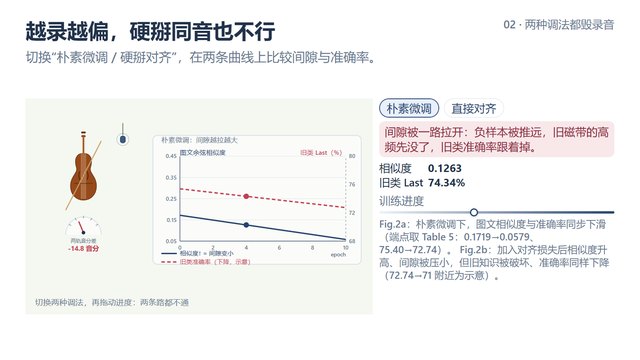 越录越偏，硬掰同音也不行
02 · 两种调法都毁录音
切换“朴素微调 / 硬掰对齐”，在两条曲线上比较间隙与准确率。
朴素微调：间隙越拉越大
图文余弦相似度
旧类 Last（%）
0.45
0.35
0.25
0.15
0.05
80
76
72
68
0
2
4
6
8
10
epoch
相似度↑ = 间隙变小
旧类准确率（下降，示意）
两轨音分差
-14.8 音分
切换两种调法，再拖动进度：两条路都不通
朴素微调
直接对齐
间隙被一路拉开：负样本被推远，旧磁带的高
频先没了，旧类准确率跟着掉。
相似度 0.1263
旧类 Last 74.34%
训练进度
Fig.2a：朴素微调下，图文相似度与准确率同步下滑
（端点取 Table 5：0.1719→0.0579、
75.40→72.74）。 Fig.2b：加入对齐损失后相似度升
高、间隙被压小，但旧知识被破坏、准确率同样下降
（72.74→71 附近为示意）。